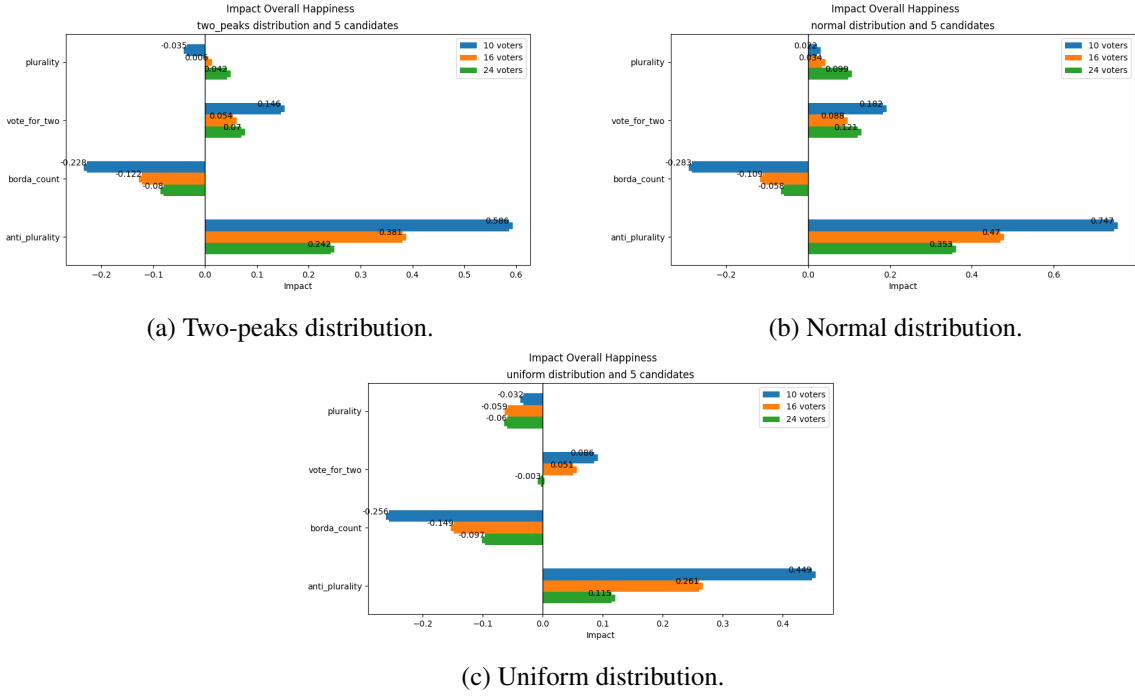 Impact Overall Happiness
two_peaks distribution and 5 candidates
10 voters
16 voters
24 voters
plurality
vote_for_two
borda_count
anti_plurality
-0.035
0.006
0.042
0.146
0.054
0.07
-0.228
-0.122
-0.08
0.586
0.381
0.242
−0.2 −0.1 0.0 0.1 0.2 0.3 0.4 0.5 0.6
Impact
(a) Two-peaks distribution.
Impact Overall Happiness
normal distribution and 5 candidates
10 voters
16 voters
24 voters
plurality
vote_for_two
borda_count
anti_plurality
0.022
0.034
0.099
0.182
0.088
0.121
-0.283
-0.109
-0.058
0.747
0.47
0.353
−0.2 0.0 0.2 0.4 0.6
Impact
(b) Normal distribution.
Impact Overall Happiness
uniform distribution and 5 candidates
10 voters
16 voters
24 voters
plurality
vote_for_two
borda_count
anti_plurality
-0.032
-0.059
-0.06
0.086
0.051
-0.003
-0.256
-0.149
-0.097
0.449
0.261
0.115
−0.2 −0.1 0.0 0.1 0.2 0.3 0.4
Impact
(c) Uniform distribution.